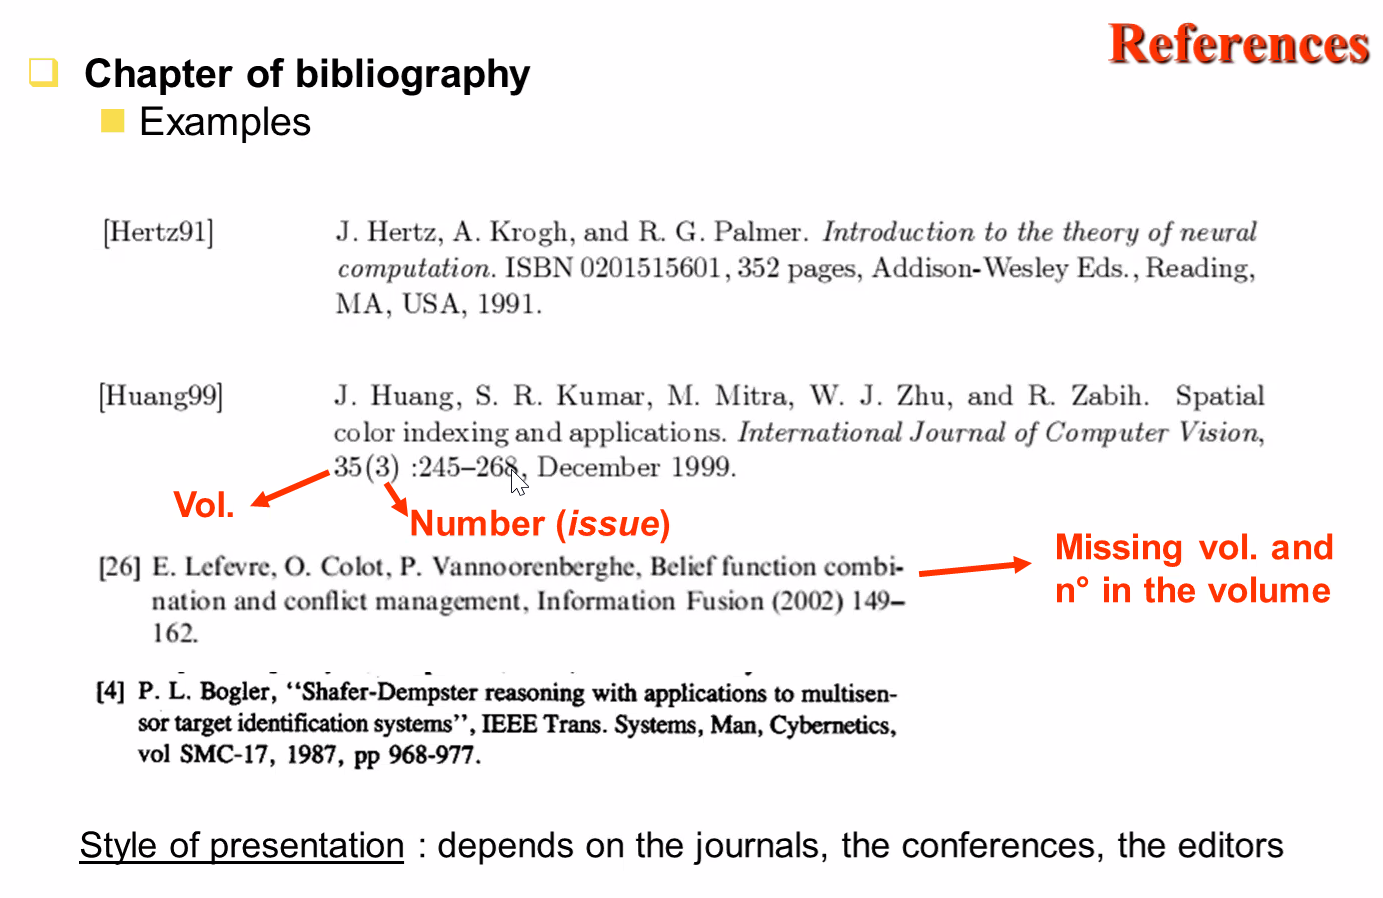 References
Chapter of bibliography
Examples
[Hertz91] J. Hertz, A. Krogh, and R. G. Palmer. Introduction to the theory of neural
computation. ISBN 0201515601, 352 pages, Addison-Wesley Eds., Reading,
MA, USA, 1991.
[Huang99] J. Huang, S. R. Kumar, M. Mitra, W. J. Zhu, and R. Zabih. Spatial
color indexing and applications. International Journal of Computer Vision,
35(3) :245–268, December 1999.
Vol.
Number (issue)
[26] E. Lefevre, O. Colot, P. Vannoorenberghe, Belief function combi-
nation and conflict management, Information Fusion (2002) 149–
162.
Missing vol. and
n° in the volume
[4] P. L. Bogler, “Shafer-Dempster reasoning with applications to multisen-
sor target identification systems”, IEEE Trans. Systems, Man, Cybernetics,
vol SMC-17, 1987, pp 968-977.
Style of presentation : depends on the journals, the conferences, the editors